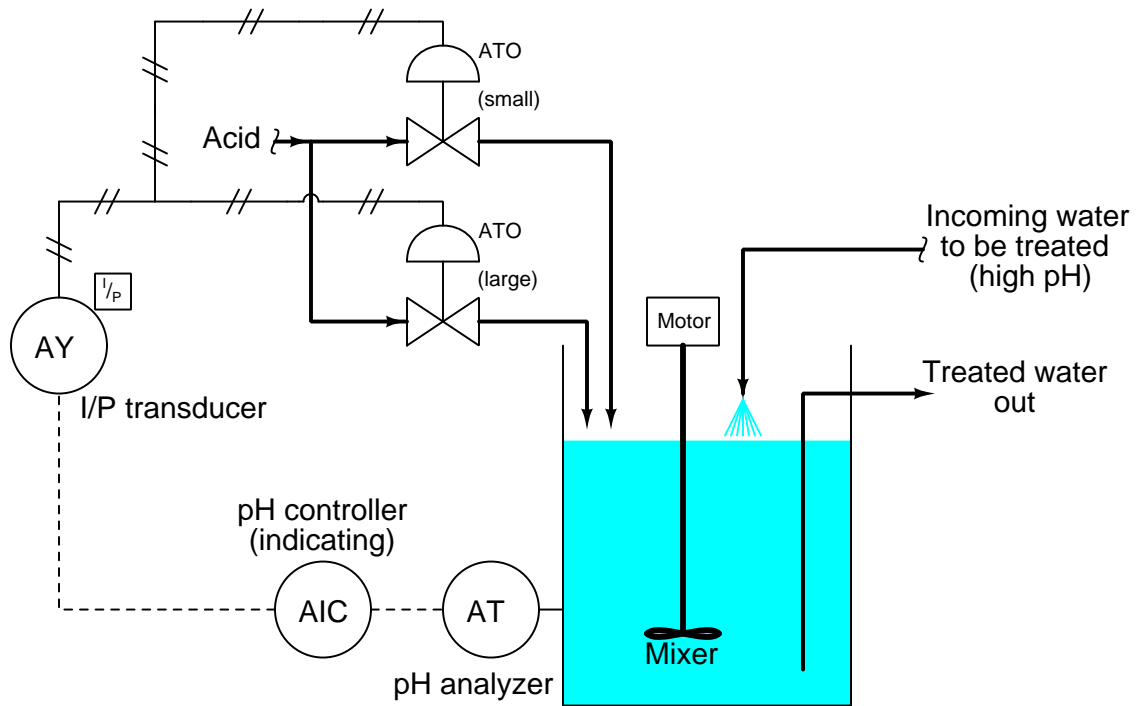 ATO
(small)
Acid
ATO
(large)
Incoming water
to be treated
(high pH)
I/P
AY
I/P transducer
Motor
Treated water
out
pH controller
(indicating)
AIC
AT
Mixer
pH analyzer